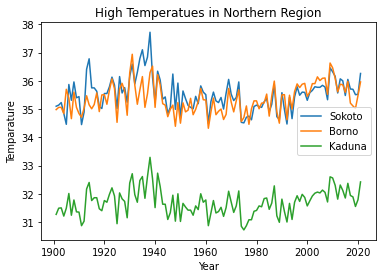 High Temperatues in Northern Region
Temparature
38
37
36
35
34
33
32
31
Sokoto
Borno
Kaduna
1900
1920
1940
1960
1980
2000
2020
Year